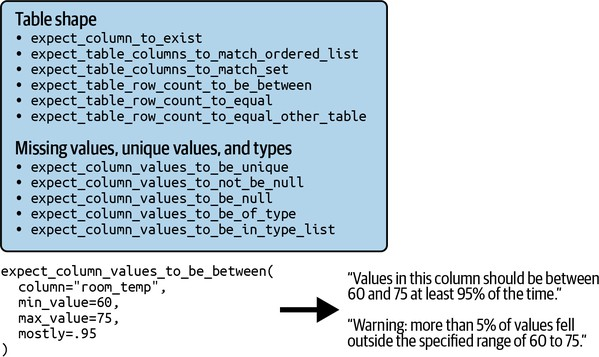 Table shape
• expect_column_to_exist
• expect_table_columns_to_match_ordered_list
• expect_table_columns_to_match_set
• expect_table_row_count_to_be_between
• expect_table_row_count_to_equal
• expect_table_row_count_to_equal_other_table
Missing values, unique values, and types
• expect_column_values_to_be_unique
• expect_column_values_to_not_be_null
• expect_column_values_to_be_null
• expect_column_values_to_be_of_type
• expect_column_values_to_be_in_type_list
expect_column_values_to_be_between(
column="room_temp",
min_value=60,
max_value=75,
mostly=.95
)
“Values in this column should be between
60 and 75 at least 95% of the time.”
“Warning: more than 5% of values fell
outside the specified range of 60 to 75.”